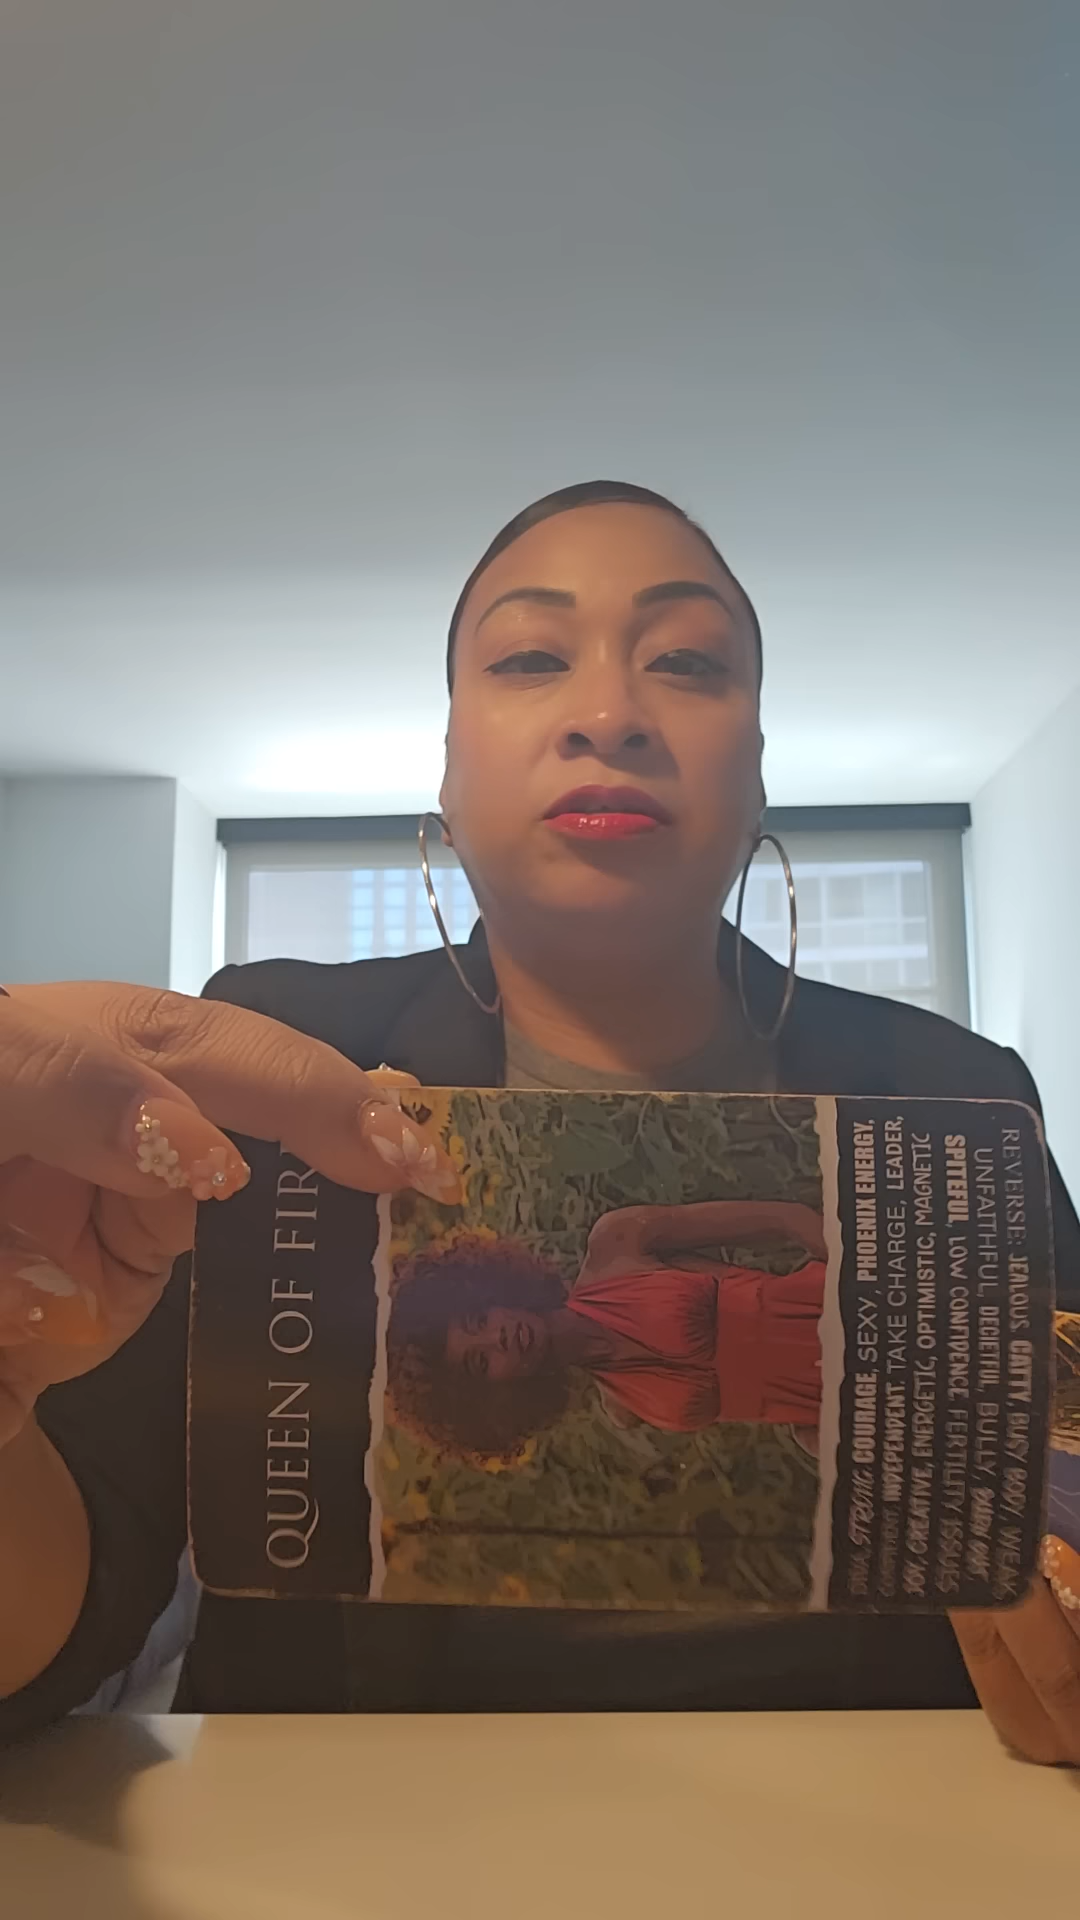 QUEEN OF FIR
DIVA, STRONG, COURAGE, SEXY, PHOENIX ENERGY,
INDEPENDENT, TAKE CHARGE, LEADER,
JOY, CREATIVE, ENERGETIC, OPTIMISTIC, MAGNETIC
REVERSE: JEALOUS, CATTY, BUSY BODY, WEAK
UNFAITHFUL, DECIETFUL, BULLY,
SPITEFUL, LOW CONFIDENCE, FERTILITY ISSUES